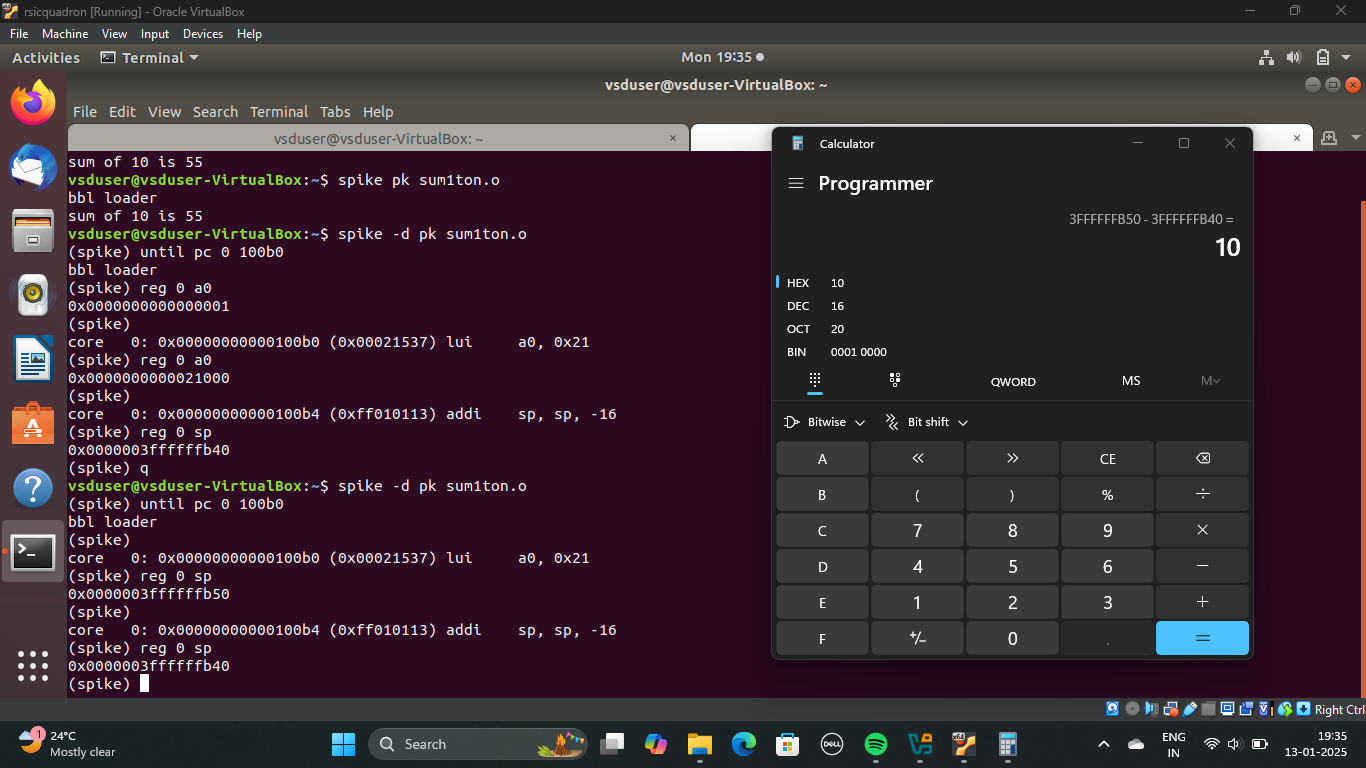 rsicquadron [Running] - Oracle VirtualBox
File Machine View Input Devices Help
Activities Terminal Mon 19:35
vsduser@vsduser-VirtualBox: ~
File Edit View Search Terminal Tabs Help
vsduser@vsduser-VirtualBox: ~ × ×
sum of 10 is 55
vsduser@vsduser-VirtualBox:~$ spike pk sum1ton.o
bbl loader
sum of 10 is 55
vsduser@vsduser-VirtualBox:~$ spike -d pk sum1ton.o
(spike) until pc 0 100b0
bbl loader
(spike) reg 0 a0
0x0000000000000001
(spike)
core   0: 0x00000000000100b0 (0x00021537) lui     a0, 0x21
(spike) reg 0 a0
0x0000000000021000
(spike)
core   0: 0x00000000000100b4 (0xff010113) addi    sp, sp, -16
(spike) reg 0 sp
0x0000003ffffffb40
(spike) q
vsduser@vsduser-VirtualBox:~$ spike -d pk sum1ton.o
(spike) until pc 0 100b0
bbl loader
(spike)
core   0: 0x00000000000100b0 (0x00021537) lui     a0, 0x21
(spike) reg 0 sp
0x0000003ffffffb50
(spike)
core   0: 0x00000000000100b4 (0xff010113) addi    sp, sp, -16
(spike) reg 0 sp
0x0000003ffffffb40
(spike)
Calculator
Programmer
3FFFFFFB50 - 3FFFFFFB40 =
10
HEX 10
DEC 16
OCT 20
BIN 0001 0000
QWORD MS M
Bitwise Bit shift
A « » CE
B ( ) % ÷
C 7 8 9 ×
D 4 5 6 −
E 1 2 3 +
F +/− 0 . =
Right Ctrl
1
24°C
Mostly clear
Search
DELL
x64
ENG
IN
19:35
13-01-2025